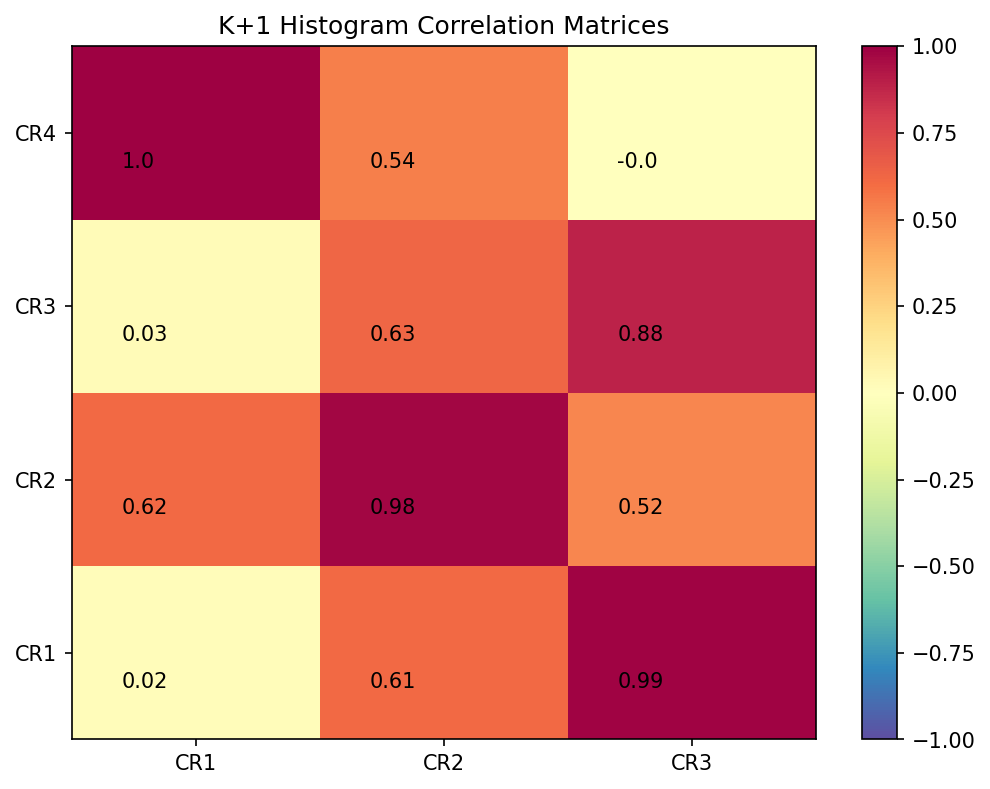 K+1 Histogram Correlation Matrices
CR4 1.0 0.54 -0.0
CR3 0.03 0.63 0.88
CR2 0.62 0.98 0.52
CR1 0.02 0.61 0.99
CR1 CR2 CR3
1.00
0.75
0.50
0.25
0.00
−0.25
−0.50
−0.75
−1.00